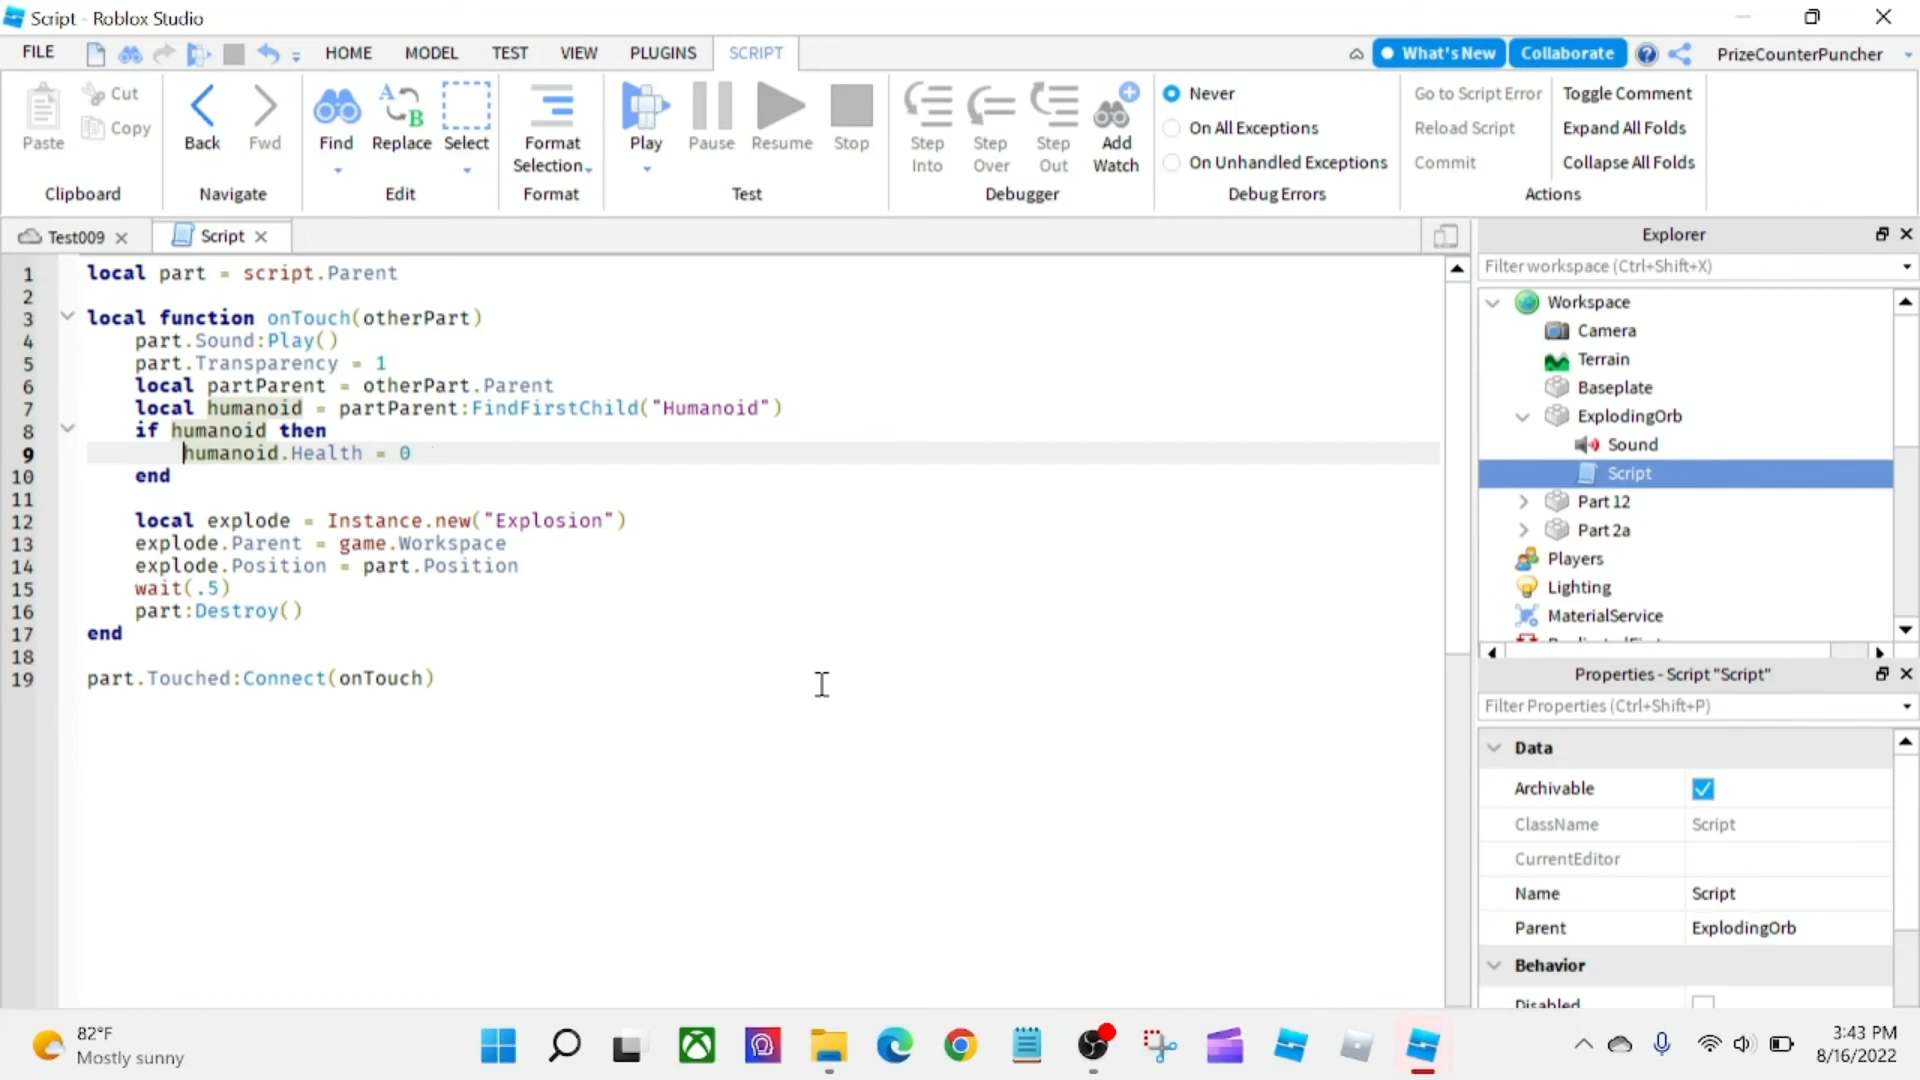 Script - Roblox Studio
FILE HOME MODEL TEST VIEW PLUGINS SCRIPT What's New Collaborate PrizeCounterPuncher
Paste Cut Copy
Back Fwd
Find Replace Select
Format Selection
Play Pause Resume Stop
Step Into Step Over Step Out Add Watch
Never
On All Exceptions
On Unhandled Exceptions
Go to Script Error
Reload Script
Commit
Toggle Comment
Expand All Folds
Collapse All Folds
Clipboard Navigate Edit Format Test Debugger Debug Errors Actions
Test009 Script
1 local part = script.Parent
2
3 local function onTouch(otherPart)
4 part.Sound:Play()
5 part.Transparency = 1
6 local partParent = otherPart.Parent
7 local humanoid = partParent:FindFirstChild("Humanoid")
8 if humanoid then
9 humanoid.Health = 0
10 end
11
12 local explode = Instance.new("Explosion")
13 explode.Parent = game.Workspace
14 explode.Position = part.Position
15 wait(.5)
16 part:Destroy()
17 end
18
19 part.Touched:Connect(onTouch)
Explorer
Filter workspace (Ctrl+Shift+X)
Workspace
Camera
Terrain
Baseplate
ExplodingOrb
Sound
Script
Part 12
Part 2a
Players
Lighting
MaterialService
Properties - Script "Script"
Filter Properties (Ctrl+Shift+P)
Data
Archivable
ClassName Script
CurrentEditor
Name Script
Parent ExplodingOrb
Behavior
Disabled
82°F
Mostly sunny
3:43 PM
8/16/2022